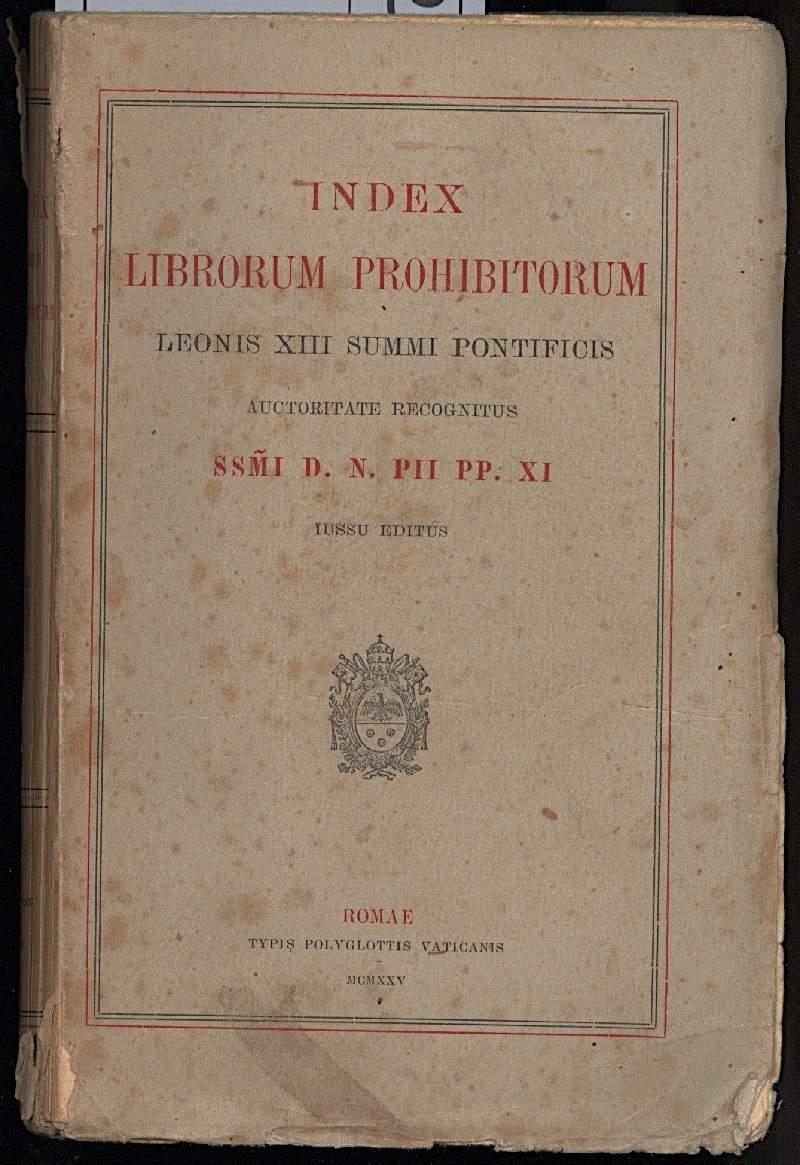 INDEX
LIBRORUM PROHIBITORUM
LEONIS XIII SUMMI PONTIFICIS
AUCTORITATE RECOGNITUS
SSM̃I D. N. PII PP. XI
IUSSU EDITUS
ROMAE
TYPIS POLYGLOTTIS VATICANIS
MCMXXV